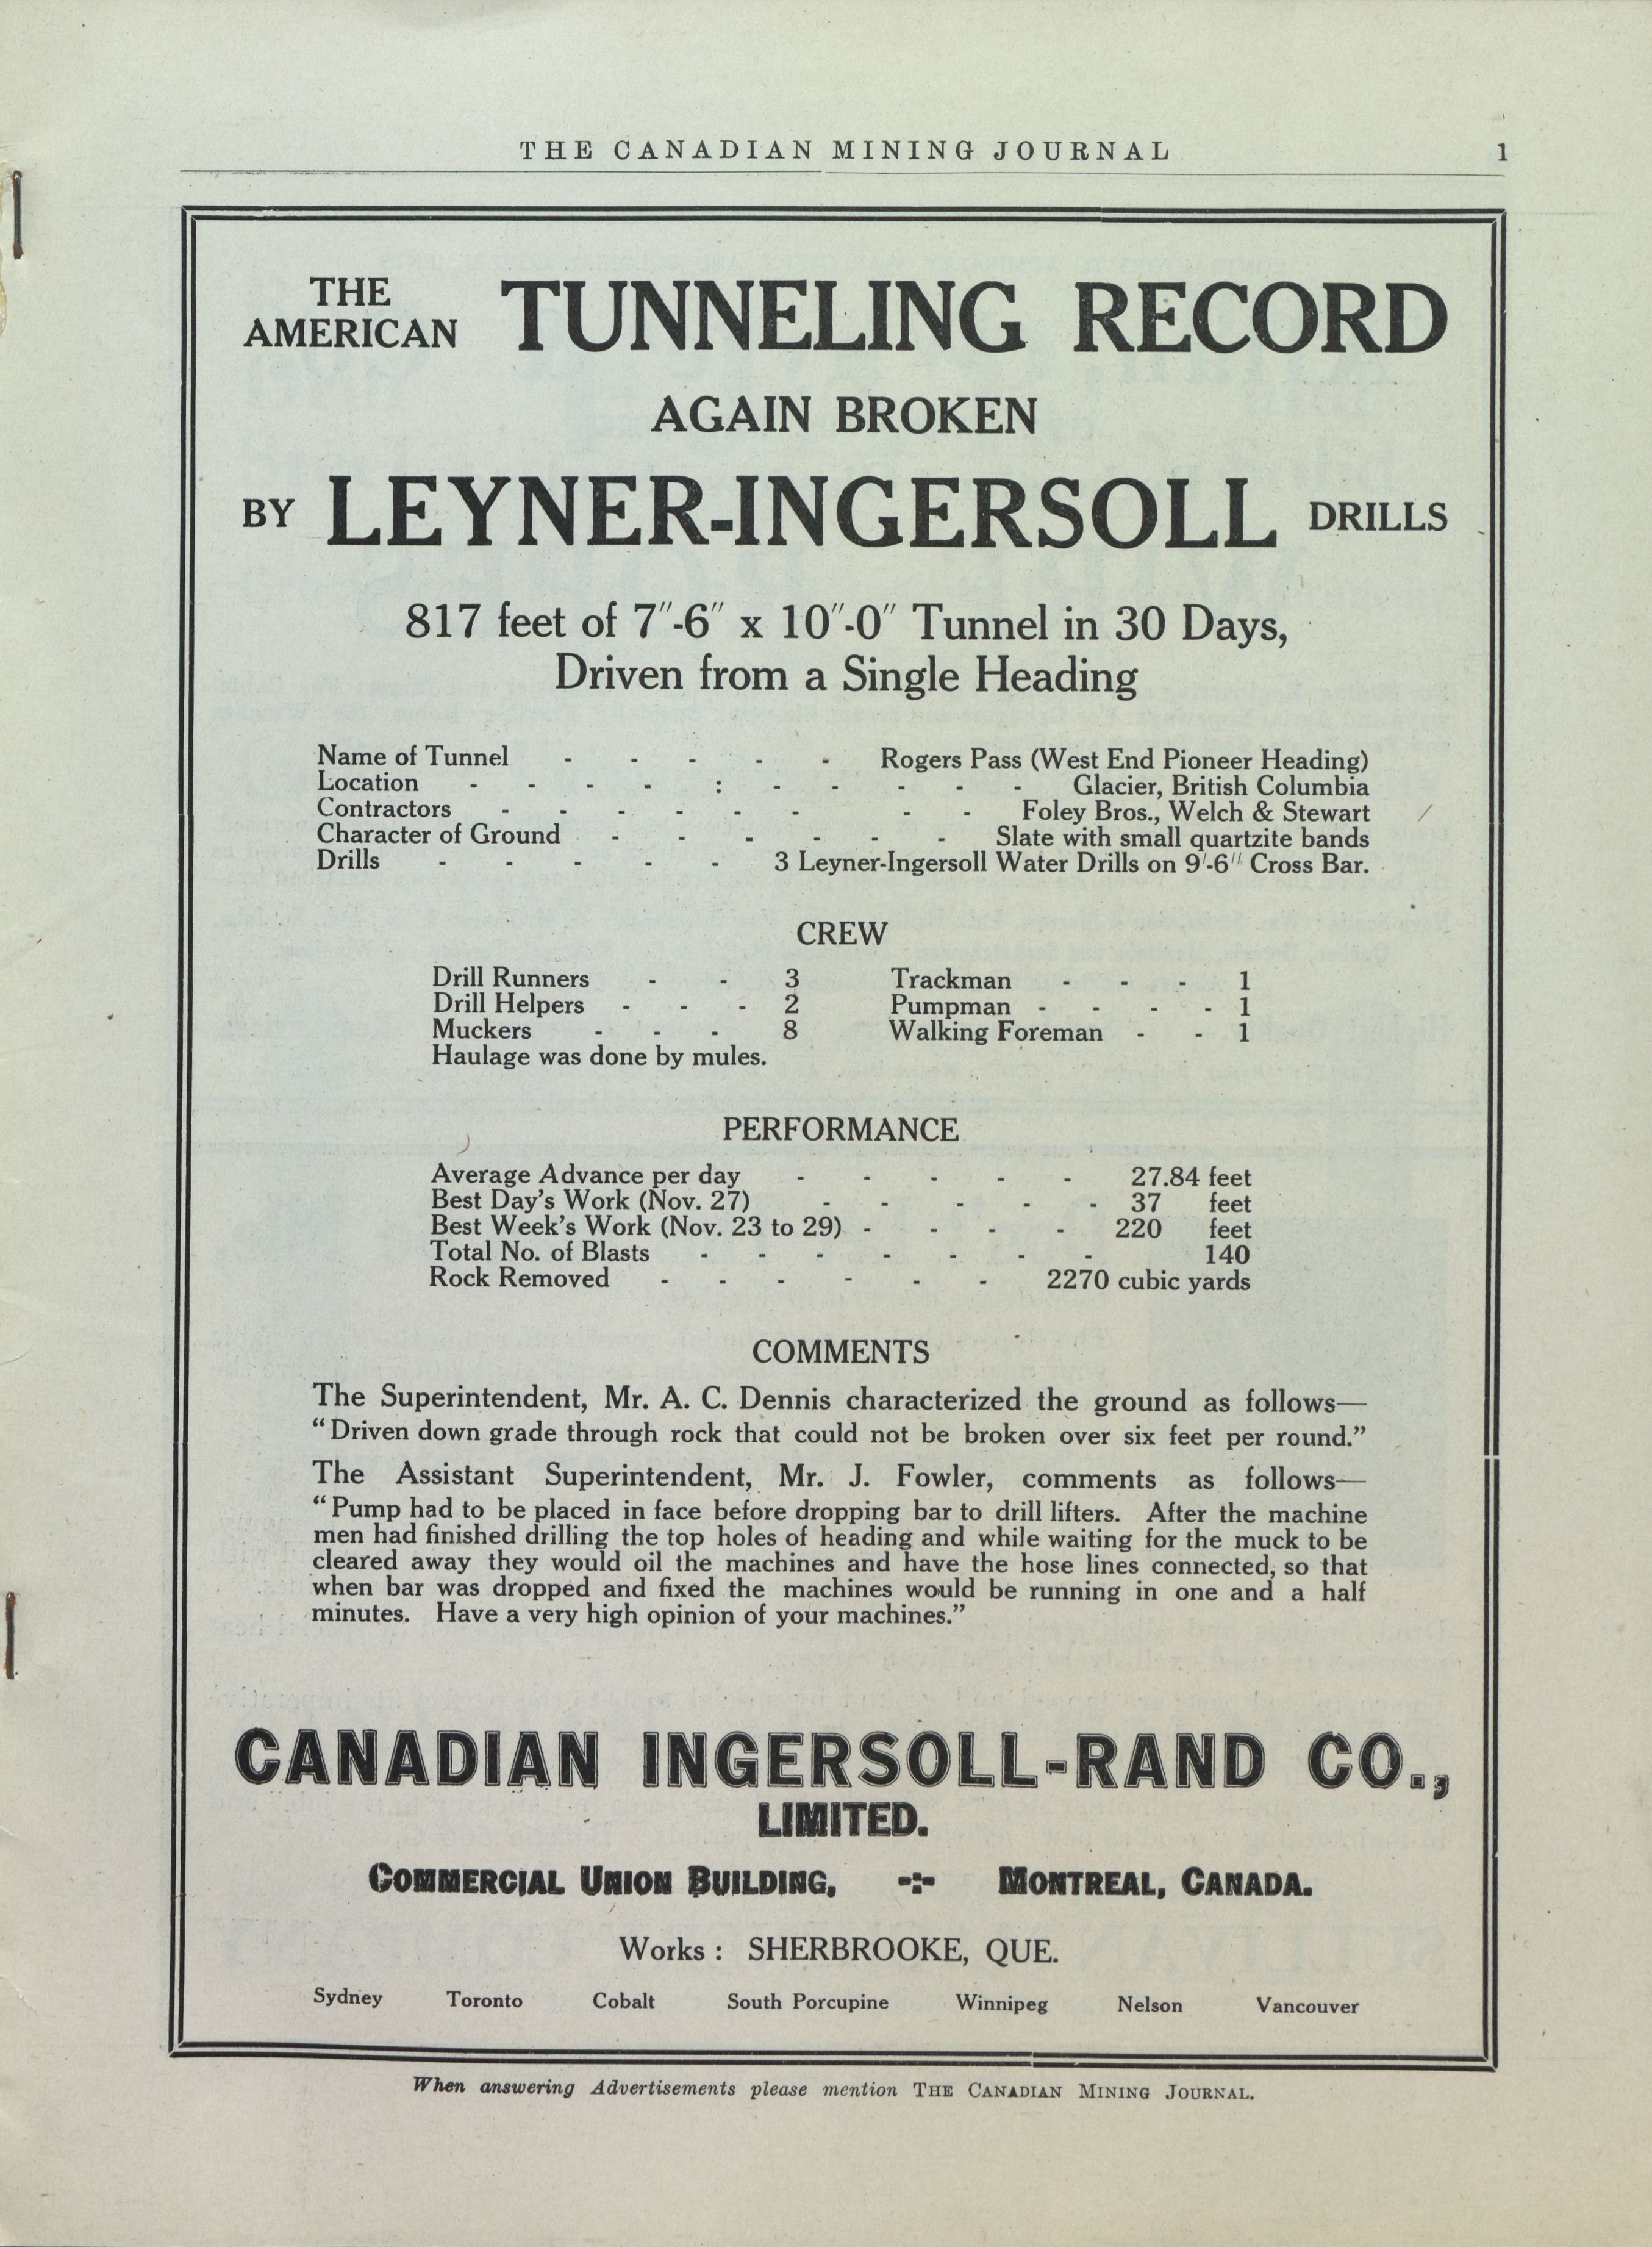 THE CANADIAN MINING JOURNAL 1
THE AMERICAN TUNNELING RECORD
AGAIN BROKEN
BY LEYNER-INGERSOLL DRILLS
817 feet of 7″-6″ x 10″-0″ Tunnel in 30 Days,
Driven from a Single Heading
Name of Tunnel - - - - - Rogers Pass (West End Pioneer Heading)
Location - - - - : - - - - - Glacier, British Columbia
Contractors - - - - - - - - - Foley Bros., Welch & Stewart
Character of Ground - - - - - - Slate with small quartzite bands
Drills - - - - - 3 Leyner-Ingersoll Water Drills on 9′-6″ Cross Bar.
CREW
Drill Runners - - 3 Trackman - - - 1
Drill Helpers - - - 2 Pumpman - - - - 1
Muckers - - - 8 Walking Foreman - - 1
Haulage was done by mules.
PERFORMANCE
Average Advance per day - - - - - 27.84 feet
Best Day's Work (Nov. 27) - - - - - 37 feet
Best Week's Work (Nov. 23 to 29) - - - - 220 feet
Total No. of Blasts - - - - - - - 140
Rock Removed - - - - - - 2270 cubic yards
COMMENTS
The Superintendent, Mr. A. C. Dennis characterized the ground as follows—
“Driven down grade through rock that could not be broken over six feet per round.”
The Assistant Superintendent, Mr. J. Fowler, comments as follows—
“Pump had to be placed in face before dropping bar to drill lifters. After the machine
men had finished drilling the top holes of heading and while waiting for the muck to be
cleared away they would oil the machines and have the hose lines connected, so that
when bar was dropped and fixed the machines would be running in one and a half
minutes. Have a very high opinion of your machines.”
CANADIAN INGERSOLL-RAND CO.,
LIMITED.
COMMERCIAL UNION BUILDING, -:- MONTREAL, CANADA.
Works : SHERBROOKE, QUE.
Sydney Toronto Cobalt South Porcupine Winnipeg Nelson Vancouver
When answering Advertisements please mention THE CANADIAN MINING JOURNAL.